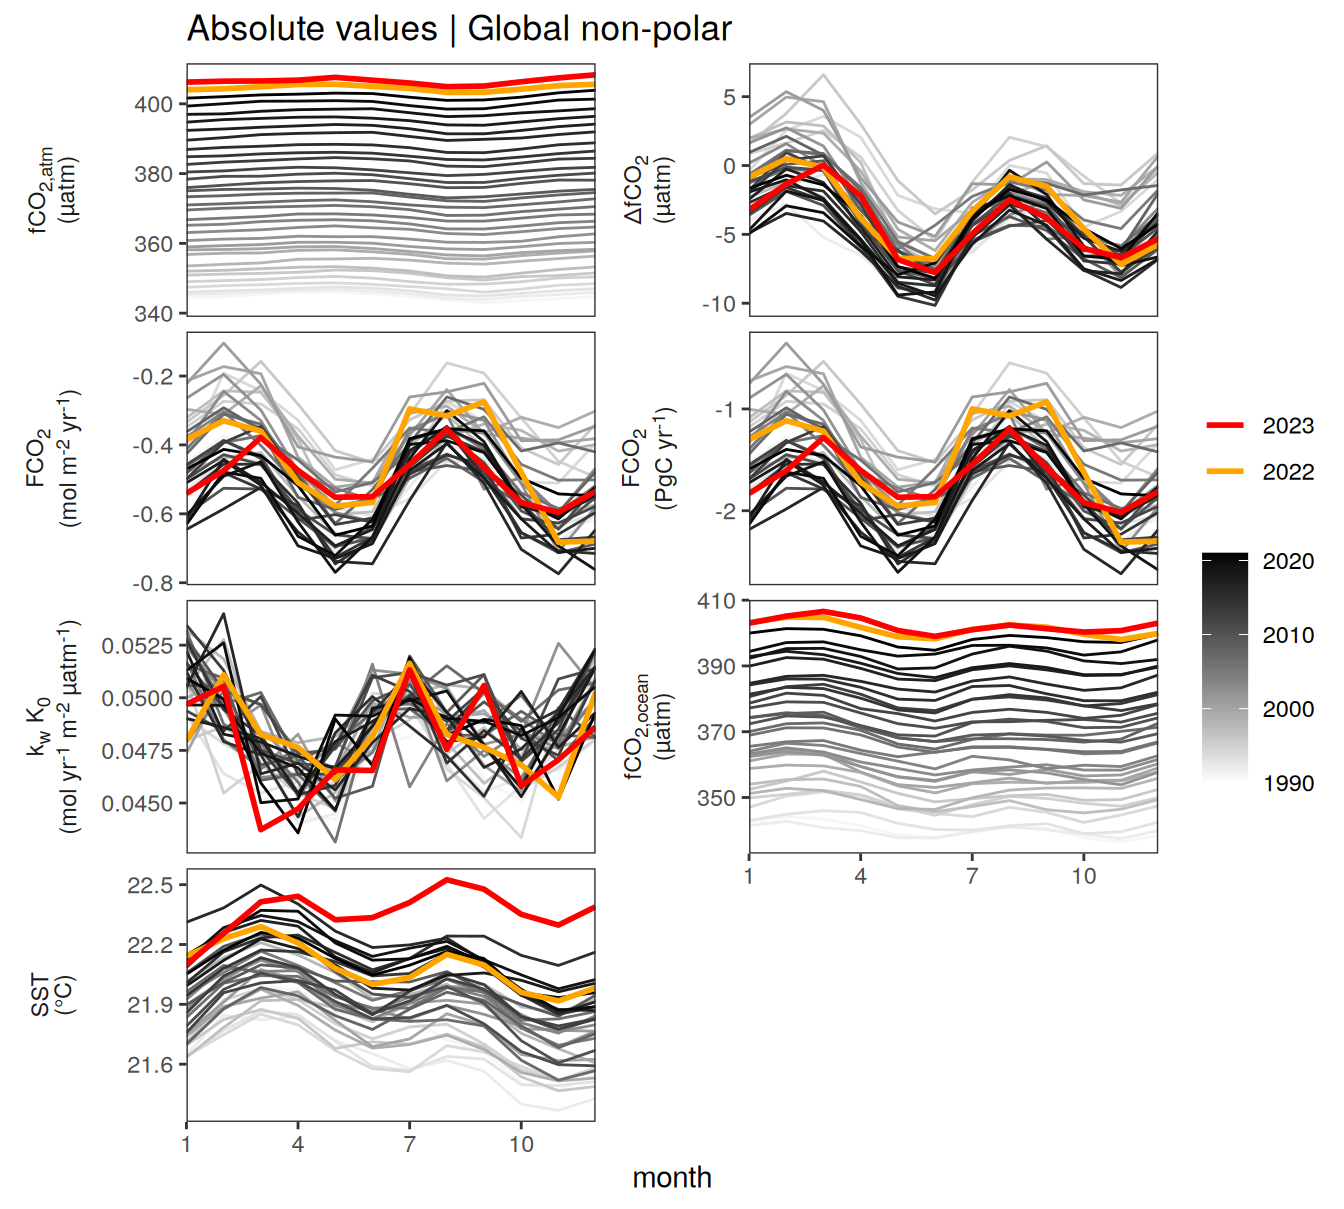 Absolute values | Global non-polar
fCO2,atm
(µatm)
400
380
360
340
ΔfCO2
(µatm)
5
0
-5
-10
FCO2
(mol m-2 yr-1)
-0.2
-0.4
-0.6
-0.8
FCO2
(PgC yr-1)
-1
-2
kw K0
(mol yr-1 m-2 µatm-1)
0.0525
0.0500
0.0475
0.0450
fCO2,ocean
(µatm)
410
390
370
350
1 4 7 10
SST
(°C)
22.5
22.2
21.9
21.6
1 4 7 10
month
2023
2022
2020
2010
2000
1990